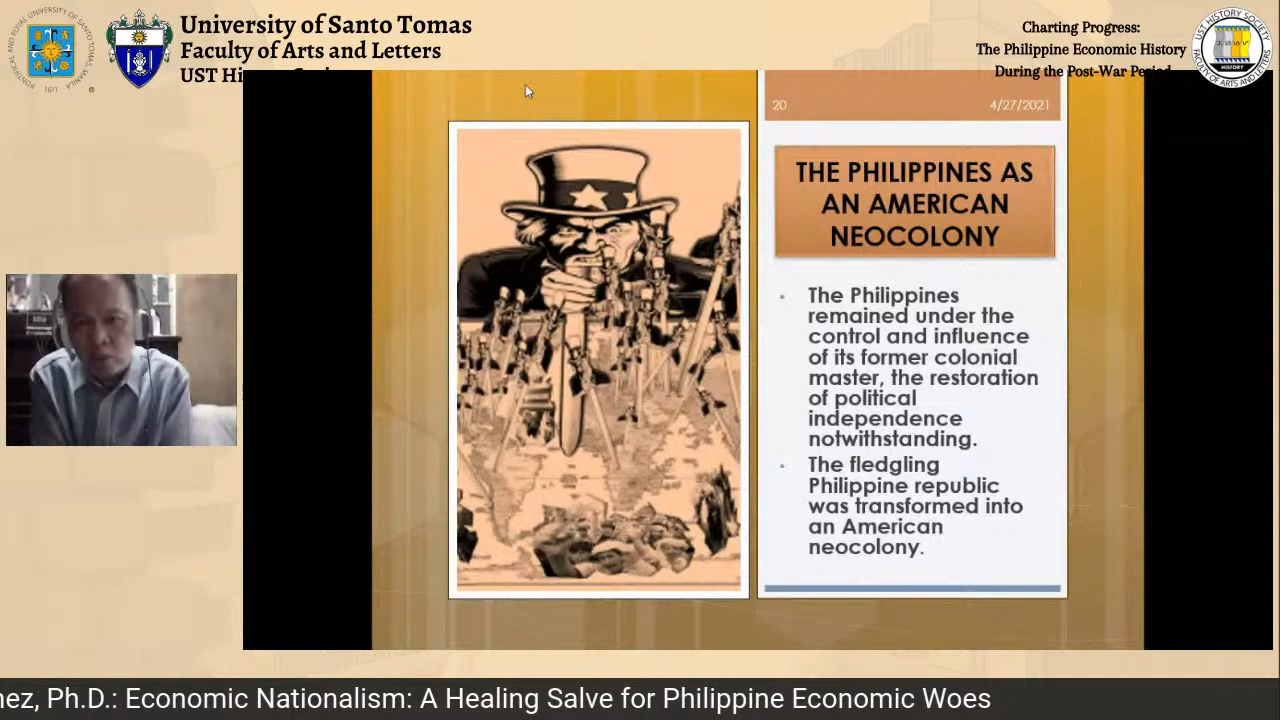 University of Santo Tomas
Faculty of Arts and Letters
Charting Progress:
The Philippine Economic History
During the Post-War Period
20
4/27/2021
THE PHILIPPINES AS
AN AMERICAN
NEOCOLONY
The Philippines
remained under the
control and influence
of its former colonial
master, the restoration
of political
independence
notwithstanding.
The fledgling
Philippine republic
was transformed into
an American
neocolony.
1611
HISTORY
nez, Ph.D.: Economic Nationalism: A Healing Salve for Philippine Economic Woes